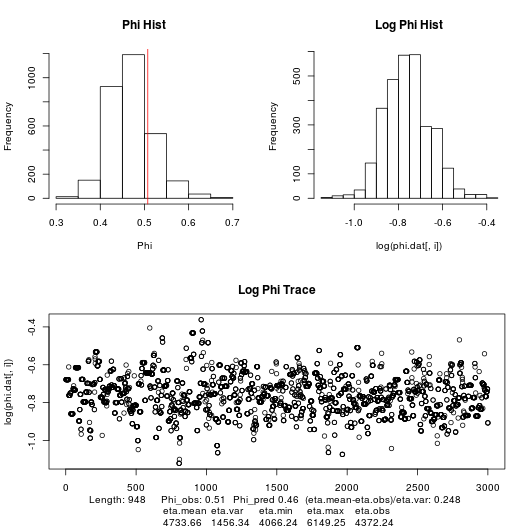 Phi Hist
Log Phi Hist
Frequency
0 200 600 1000
0.3 0.4 0.5 0.6 0.7
Phi
Frequency
0 100 300 500
-1.0 -0.8 -0.6 -0.4
log(phi.dat[, i])
Log Phi Trace
log(phi.dat[, i])
-1.0 -0.8 -0.6 -0.4
0 500 1000 1500 2000 2500 3000
Length: 948 Phi_obs: 0.51 Phi_pred 0.46 (eta.mean-eta.obs)/eta.var: 0.248
eta.mean eta.var eta.min eta.max eta.obs
4733.66 1456.34 4066.24 6149.25 4372.24